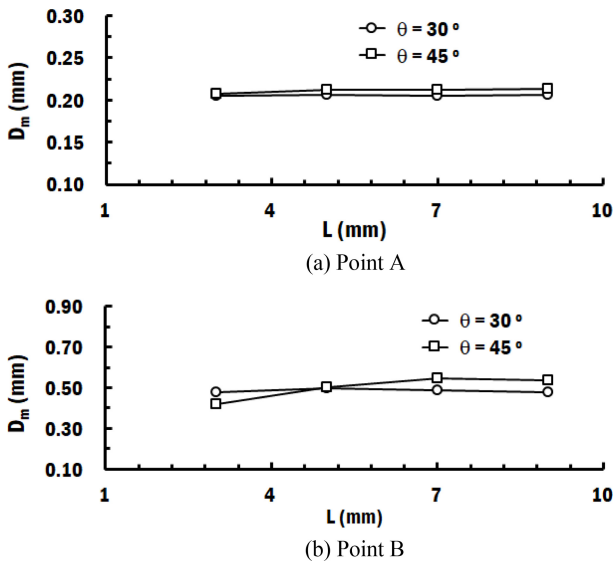 0.30
0.25
0.20
0.15
0.10
Dm (mm)
θ = 30 º
θ = 45 º
1 4 7 10
L (mm)
(a) Point A
0.90
0.70
0.50
0.30
0.10
Dm (mm)
θ = 30 º
θ = 45 º
1 4 7 10
L (mm)
(b) Point B